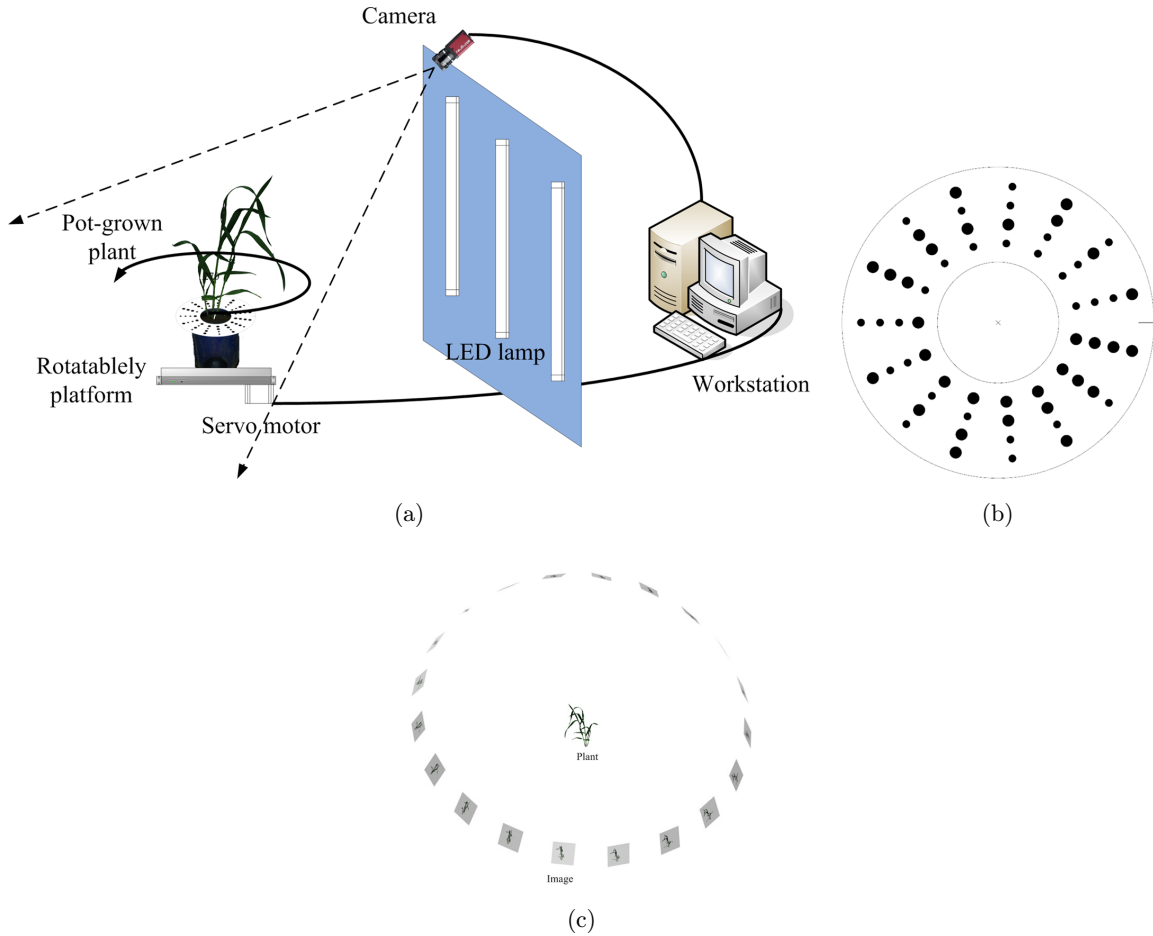 Camera
Pot-grown
plant
LED lamp
Rotatablely
platform
Workstation
Servo motor
(a)
(b)
Plant
Image
(c)